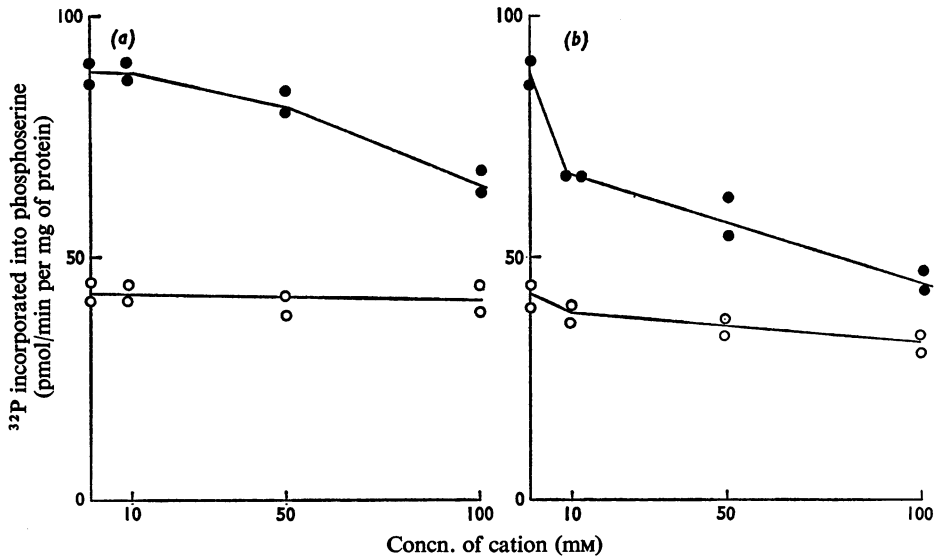 100
(a)
50
0
10
50
100
100
(b)
50
0
10
50
100
³²P incorporated into phosphoserine
(pmol/min per mg of protein)
Concn. of cation (mM)